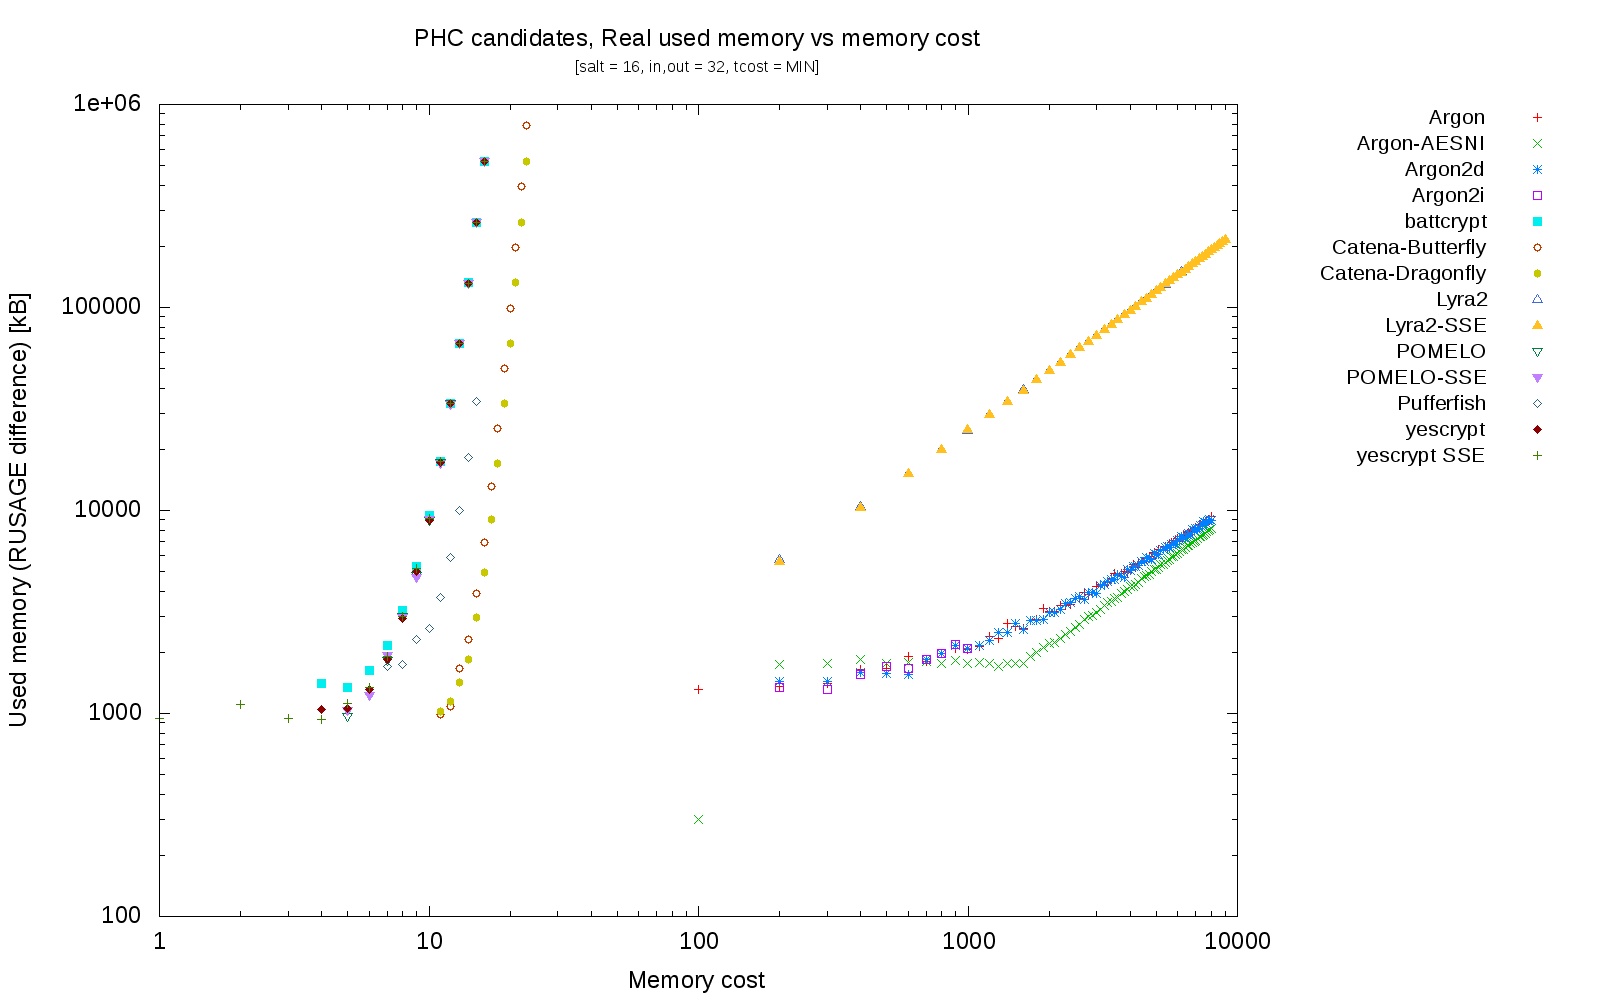 PHC candidates, Real used memory vs memory cost
[salt = 16, in,out = 32, tcost = MIN]
Used memory (RUSAGE difference) [kB]
1e+06
100000
10000
1000
100
1
10
100
1000
10000
Memory cost
Argon
Argon-AESNI
Argon2d
Argon2i
battcrypt
Catena-Butterfly
Catena-Dragonfly
Lyra2
Lyra2-SSE
POMELO
POMELO-SSE
Pufferfish
yescrypt
yescrypt SSE